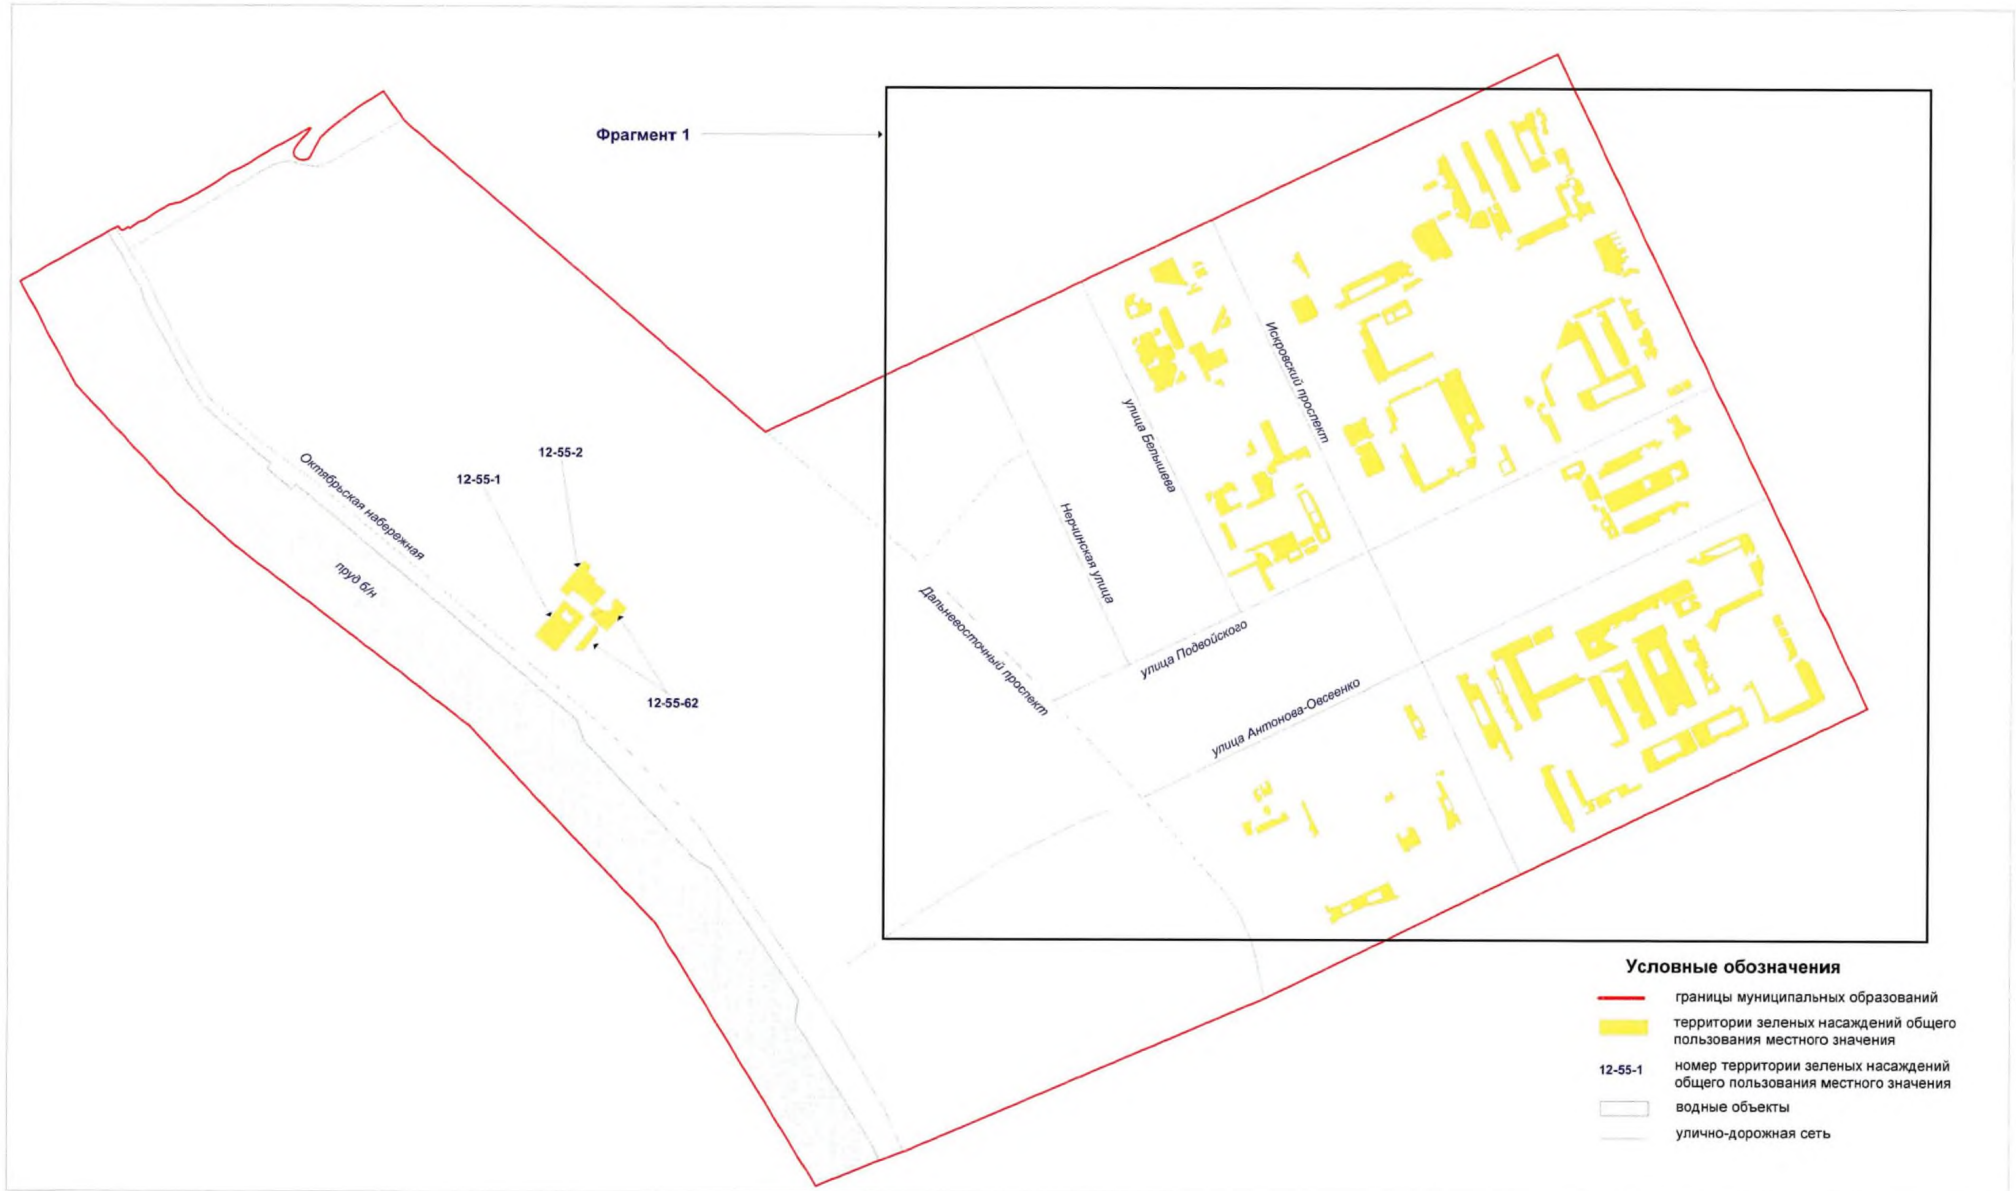 Фрагмент 1
Искровский проспект
улица Белышева
12-55-2
12-55-1
Октябрьская набережная
Нерчинская улица
пруд б/н
Дальневосточный проспект
улица Подвойского
12-55-62
улица Антонова-Овсеенко
Условные обозначения
границы муниципальных образований
территории зеленых насаждений общего
пользования местного значения
12-55-1
номер территории зеленых насаждений
общего пользования местного значения
водные объекты
улично-дорожная сеть